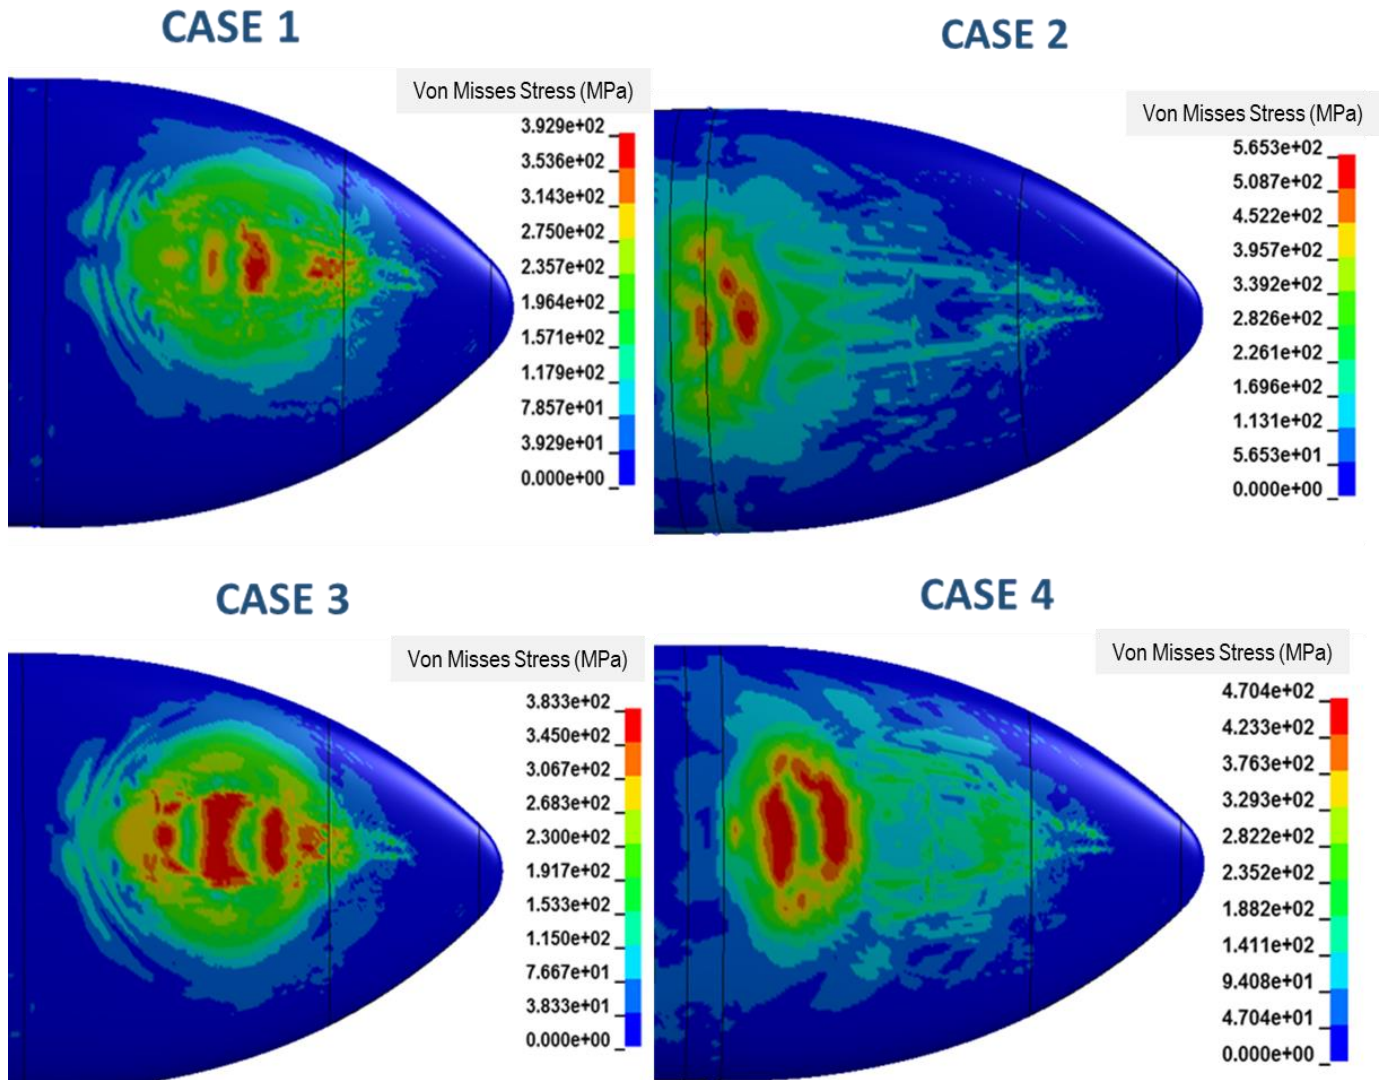 CASE 1
Von Misses Stress (MPa)
3.929e+02
3.536e+02
3.143e+02
2.750e+02
2.357e+02
1.964e+02
1.571e+02
1.179e+02
7.857e+01
3.929e+01
0.000e+00
CASE 2
Von Misses Stress (MPa)
5.653e+02
5.087e+02
4.522e+02
3.957e+02
3.392e+02
2.826e+02
2.261e+02
1.696e+02
1.131e+02
5.653e+01
0.000e+00
CASE 3
Von Misses Stress (MPa)
3.833e+02
3.450e+02
3.067e+02
2.683e+02
2.300e+02
1.917e+02
1.533e+02
1.150e+02
7.667e+01
3.833e+01
0.000e+00
CASE 4
Von Misses Stress (MPa)
4.704e+02
4.233e+02
3.763e+02
3.293e+02
2.822e+02
2.352e+02
1.882e+02
1.411e+02
9.408e+01
4.704e+01
0.000e+00